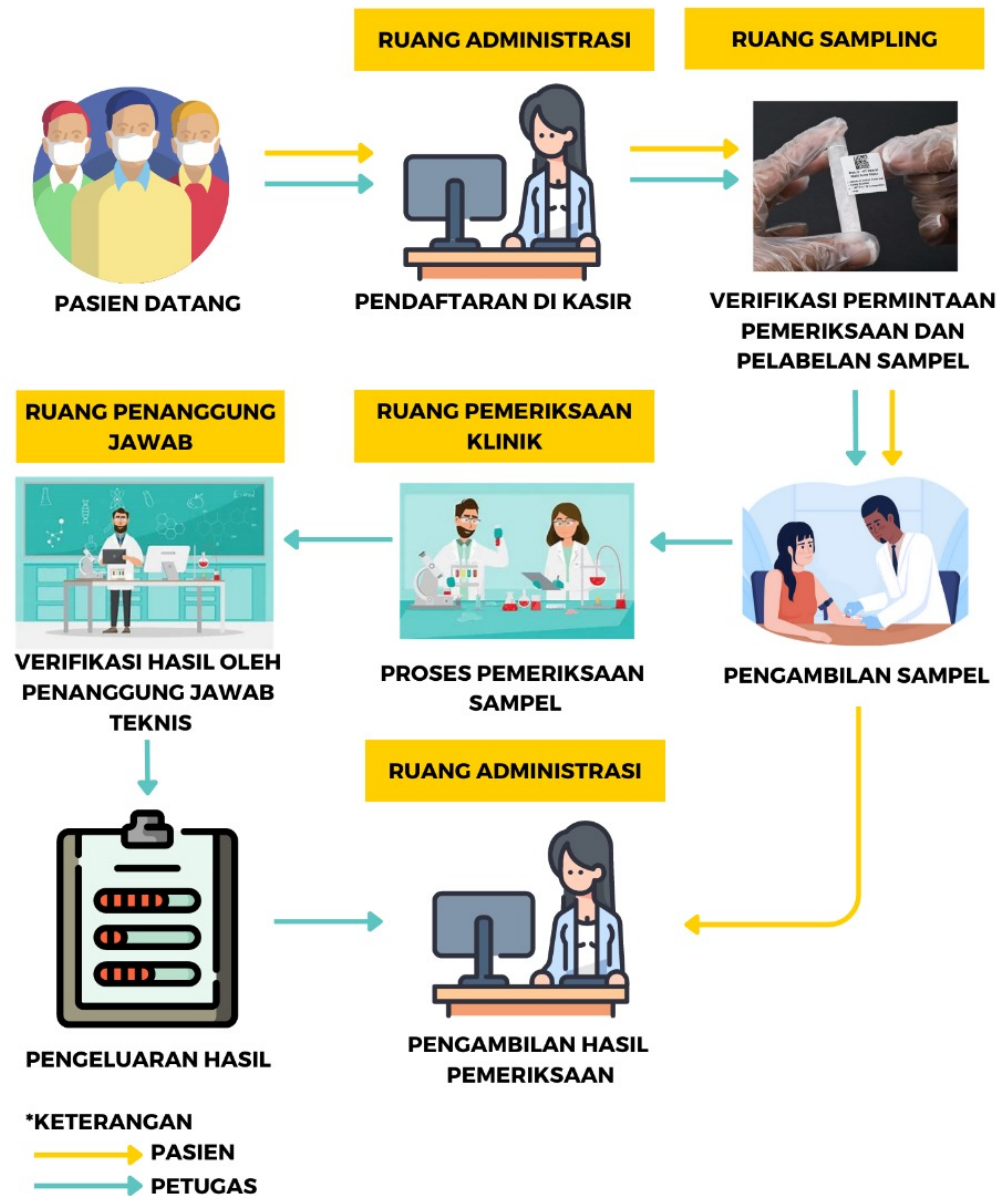 RUANG ADMINISTRASI
RUANG SAMPLING
PASIEN DATANG
PENDAFTARAN DI KASIR
VERIFIKASI PERMINTAAN
PEMERIKSAAN DAN
PELABELAN SAMPEL
RUANG PENANGGUNG
JAWAB
RUANG PEMERIKSAAN
KLINIK
VERIFIKASI HASIL OLEH
PENANGGUNG JAWAB
TEKNIS
PROSES PEMERIKSAAN
SAMPEL
PENGAMBILAN SAMPEL
RUANG ADMINISTRASI
PENGELUARAN HASIL
PENGAMBILAN HASIL
PEMERIKSAAN
*KETERANGAN
PASIEN
PETUGAS